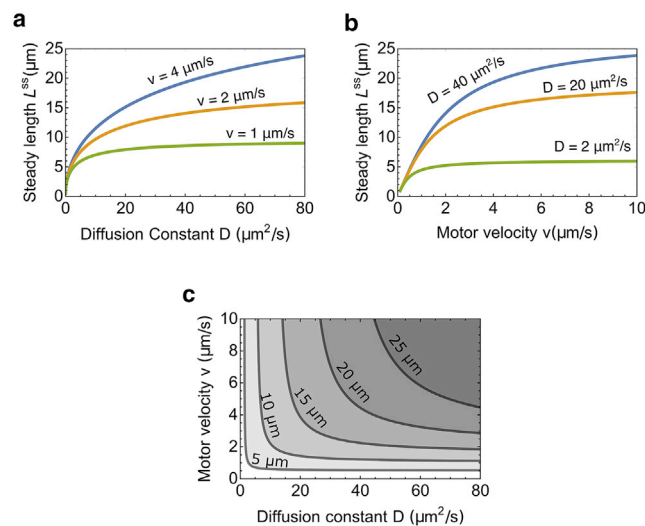 a
Steady length Lˢˢ(μm)
25
20
15
10
5
0
0
20
40
60
80
v = 4 μm/s
v = 2 μm/s
v = 1 μm/s
Diffusion Constant D (μm²/s)
b
Steady length Lˢˢ(μm)
25
20
15
10
5
0
0
2
4
6
8
10
D = 40 μm²/s
D = 20 μm²/s
D = 2 μm²/s
Motor velocity v(μm/s)
c
Motor velocity v (μm/s)
10
8
6
4
2
0
0
20
40
60
80
5 μm
10 μm
15 μm
20 μm
25 μm
Diffusion constant D (μm²/s)